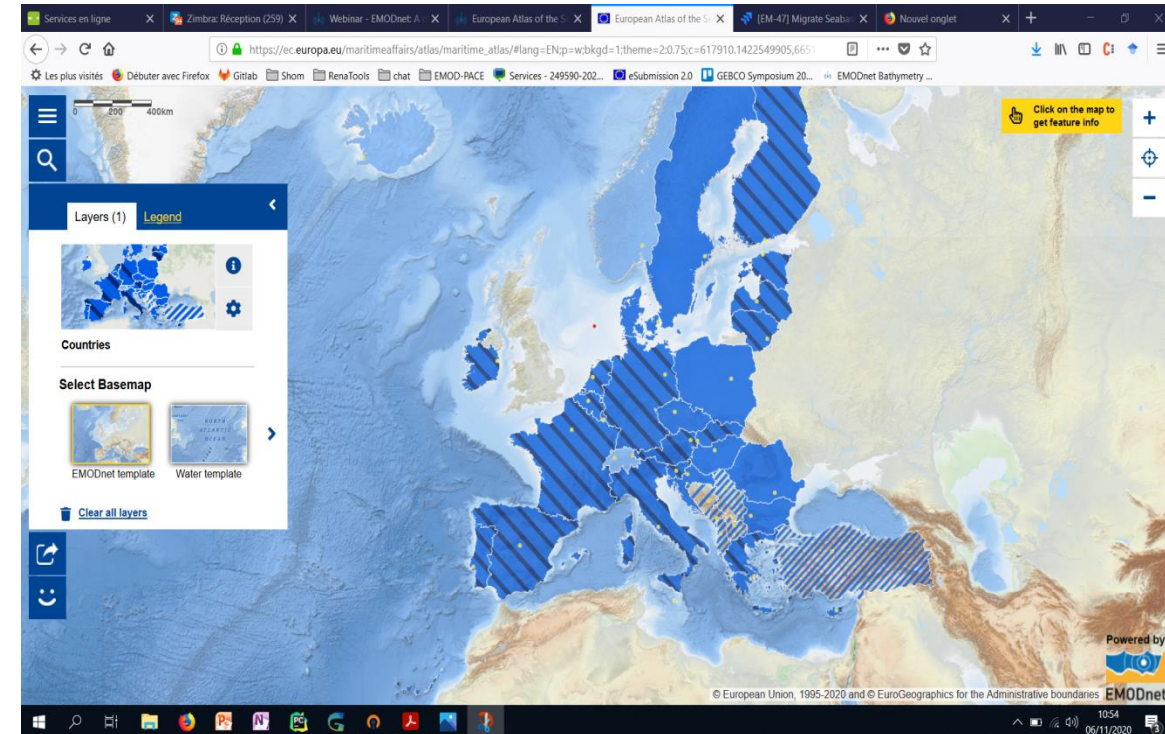 Services en ligne
Zimbra: Réception (259)
Webinar - EMODnet: A
European Atlas of the S
European Atlas of the Se
[EM-47] Migrate Seaba
Nouvel onglet
https://ec.europa.eu/maritimeaffairs/atlas/maritime_atlas/#lang=EN;p=w;bkgd=1;theme=2:0.75;c=617910.1422549905,6651
Les plus visités
Débuter avec Firefox
Gitlab
Shom
RenaTools
chat
EMOD-PACE
Services - 249590-202...
eSubmission 2.0
GEBCO Symposium 20...
EMODnet Bathymetry ...
0 200 400km
Click on the map to
get feature info
Layers (1)
Legend
Countries
Select Basemap
NORTH
ATLANTIC
OCEAN
EMODnet template
Water template
Clear all layers
Powered by
EMODnet
© European Union, 1995-2020 and © EuroGeographics for the Administrative boundaries
10:54
06/11/2020